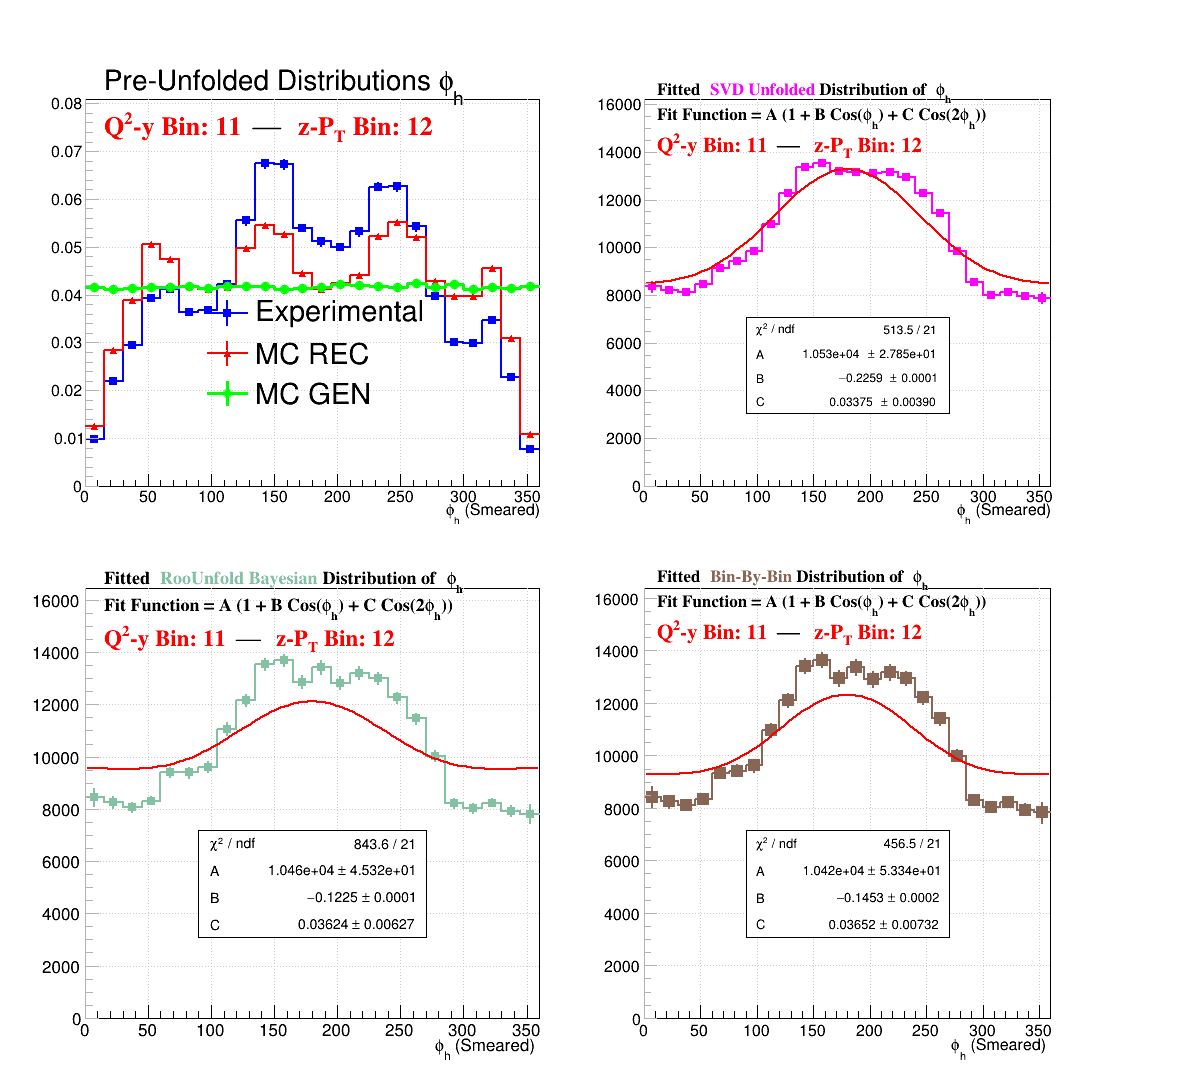 Pre-Unfolded Distributions ϕh
Q²-y Bin: 11 — z-PT Bin: 12
0.08
0.07
0.06
0.05
0.04
0.03
0.02
0.01
0
Experimental
MC REC
MC GEN
0 50 100 150 200 250 300 350
ϕh (Smeared)
Fitted SVD Unfolded Distribution of ϕh
Fit Function = A (1 + B Cos(ϕh) + C Cos(2ϕh))
Q²-y Bin: 11 — z-PT Bin: 12
16000
14000
12000
10000
8000
6000
4000
2000
0
χ² / ndf 513.5 / 21
A 1.053e+04 ± 2.785e+01
B −0.2259 ± 0.0001
C 0.03375 ± 0.00390
0 50 100 150 200 250 300 350
ϕh (Smeared)
Fitted RooUnfold Bayesian Distribution of ϕh
Fit Function = A (1 + B Cos(ϕh) + C Cos(2ϕh))
Q²-y Bin: 11 — z-PT Bin: 12
16000
14000
12000
10000
8000
6000
4000
2000
0
χ² / ndf 843.6 / 21
A 1.046e+04 ± 4.532e+01
B −0.1225 ± 0.0001
C 0.03624 ± 0.00627
0 50 100 150 200 250 300 350
ϕh (Smeared)
Fitted Bin-By-Bin Distribution of ϕh
Fit Function = A (1 + B Cos(ϕh) + C Cos(2ϕh))
Q²-y Bin: 11 — z-PT Bin: 12
16000
14000
12000
10000
8000
6000
4000
2000
0
χ² / ndf 456.5 / 21
A 1.042e+04 ± 5.334e+01
B −0.1453 ± 0.0002
C 0.03652 ± 0.00732
0 50 100 150 200 250 300 350
ϕh (Smeared)